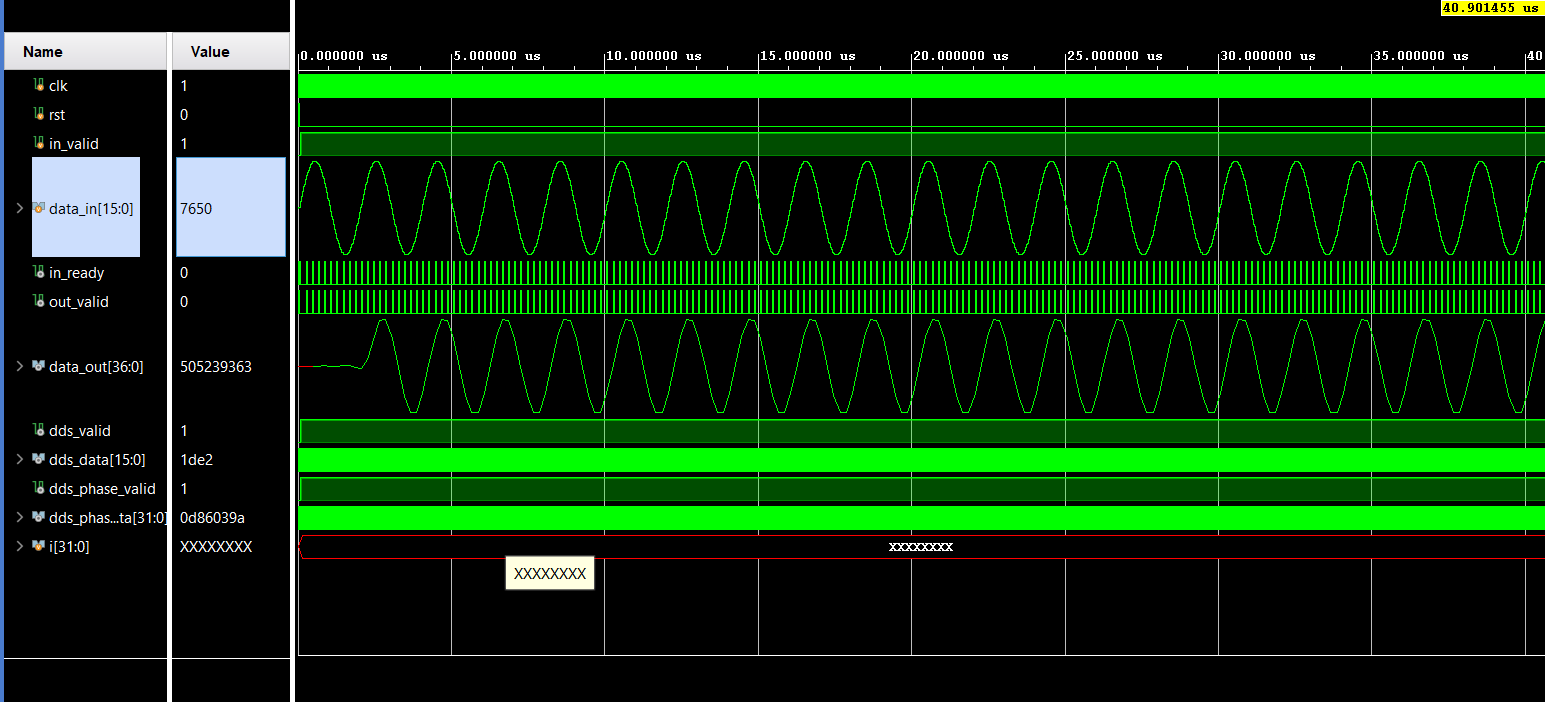 40.901455 us
Name Value
0.000000 us 5.000000 us 10.000000 us 15.000000 us 20.000000 us 25.000000 us 30.000000 us 35.000000 us 40
clk 1
rst 0
in_valid 1
data_in[15:0] 7650
in_ready 0
out_valid 0
data_out[36:0] 505239363
dds_valid 1
dds_data[15:0] 1de2
dds_phase_valid 1
dds_phas...ta[31:0] 0d86039a
i[31:0] XXXXXXXX XXXXXXXX
XXXXXXXX